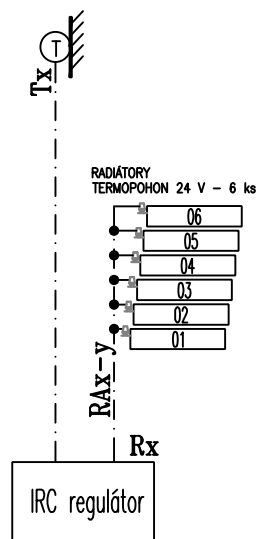 T
Tx
RADIÁTORY
TERMOPOHON 24 V - 6 ks
06
05
04
03
02
01
RAx-y
Rx
IRC regulátor